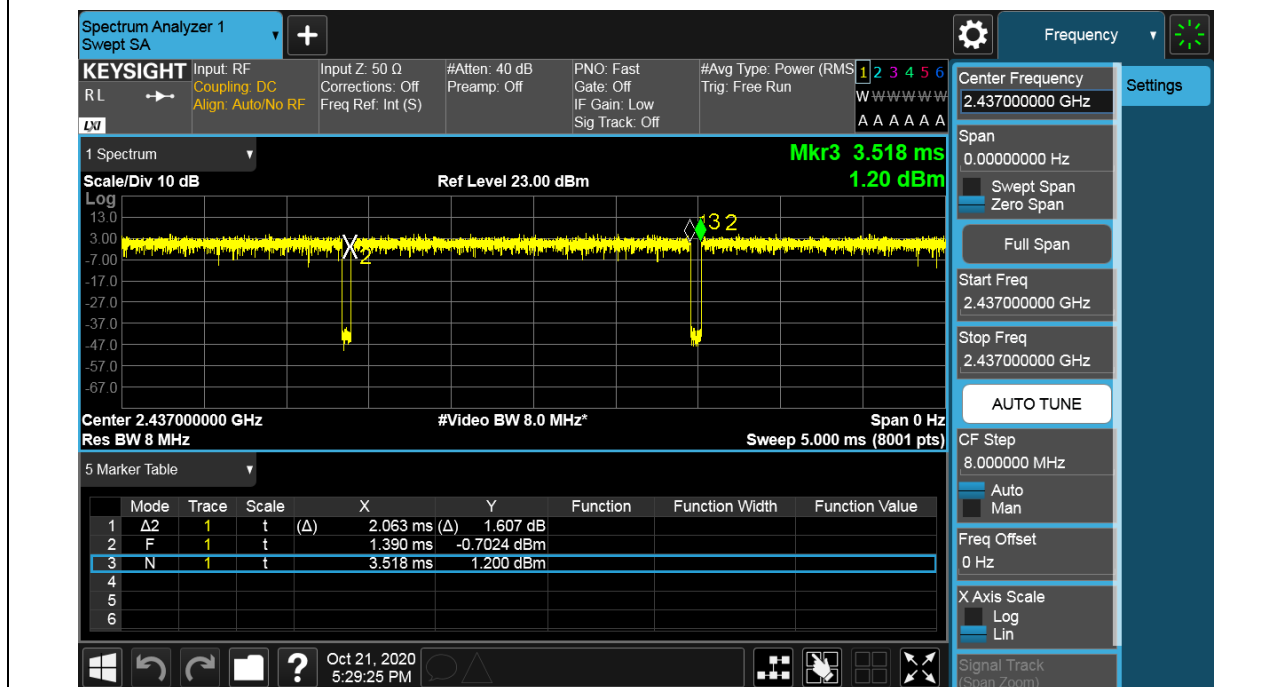 Spectrum Analyzer 1
Swept SA
+
Frequency
KEYSIGHT
Input: RF
Input Z: 50 Ω
#Atten: 40 dB
PNO: Fast
#Avg Type: Power (RMS
1 2 3 4 5 6
RL
Coupling: DC
Corrections: Off
Preamp: Off
Gate: Off
Trig: Free Run
W W W W W W
Align: Auto/No RF
Freq Ref: Int (S)
IF Gain: Low
LXI
Sig Track: Off
A A A A A A
1 Spectrum
Mkr3 3.518 ms
Scale/Div 10 dB
Ref Level 23.00 dBm
1.20 dBm
Log
13.0
3.00
-7.00
-17.0
-27.0
-37.0
-47.0
-57.0
-67.0
2
3 2
Center 2.437000000 GHz
#Video BW 8.0 MHz*
Span 0 Hz
Res BW 8 MHz
Sweep 5.000 ms (8001 pts)
5 Marker Table
Mode Trace Scale X Y Function Function Width Function Value
1 Δ2 1 t (Δ) 2.063 ms (Δ) 1.607 dB
2 F 1 t 1.390 ms -0.7024 dBm
3 N 1 t 3.518 ms 1.200 dBm
4
5
6
?
Oct 21, 2020
5:29:25 PM
Center Frequency
2.437000000 GHz
Settings
Span
0.00000000 Hz
Swept Span
Zero Span
Full Span
Start Freq
2.437000000 GHz
Stop Freq
2.437000000 GHz
AUTO TUNE
CF Step
8.000000 MHz
Auto
Man
Freq Offset
0 Hz
X Axis Scale
Log
Lin
Signal Track
(Span Zoom)